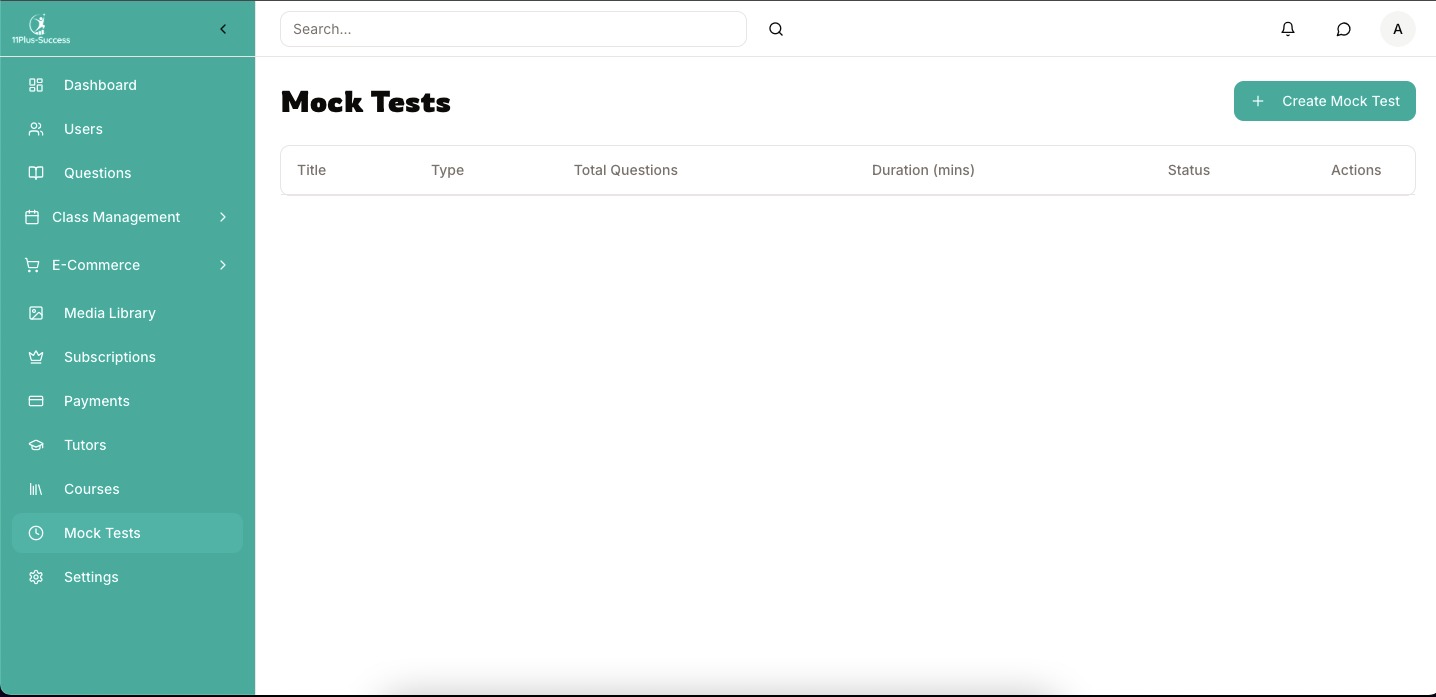 11Plus-Success
Search...
A
Dashboard
Users
Questions
Class Management
E-Commerce
Media Library
Subscriptions
Payments
Tutors
Courses
Mock Tests
Settings
Mock Tests
Create Mock Test
Title Type Total Questions Duration (mins) Status Actions